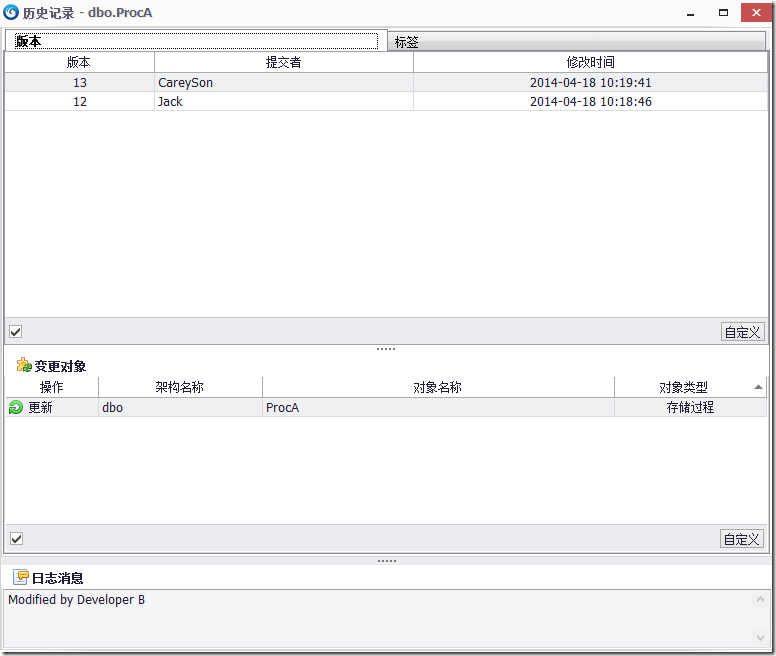 历史记录 - dbo.ProcA
版本 标签
版本 提交者 修改时间
13 CareySon 2014-04-18 10:19:41
12 Jack 2014-04-18 10:18:46
自定义
变更对象
操作 架构名称 对象名称 对象类型
更新 dbo ProcA 存储过程
自定义
日志消息
Modified by Developer B